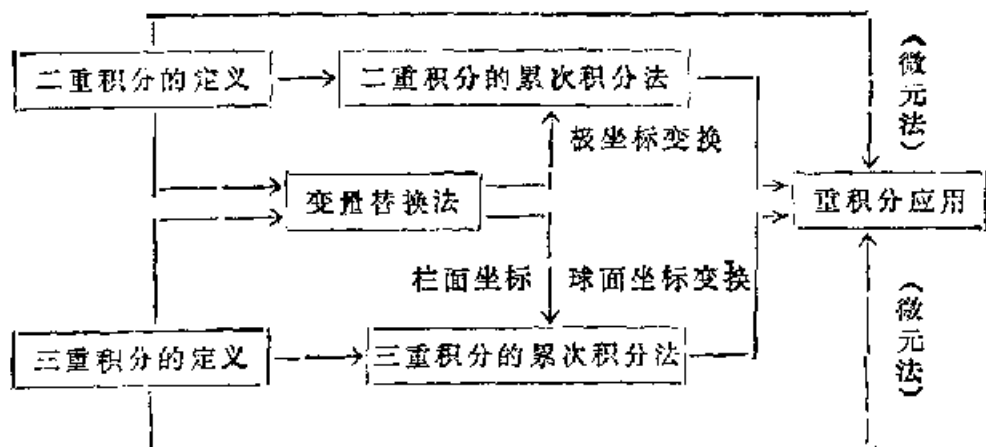 二重积分的定义
二重积分的累次积分法
(微元法)
极坐标变换
变量替换法
重积分应用
栏面坐标
球面坐标变换
(微元法)
三重积分的定义
三重积分的累次积分法